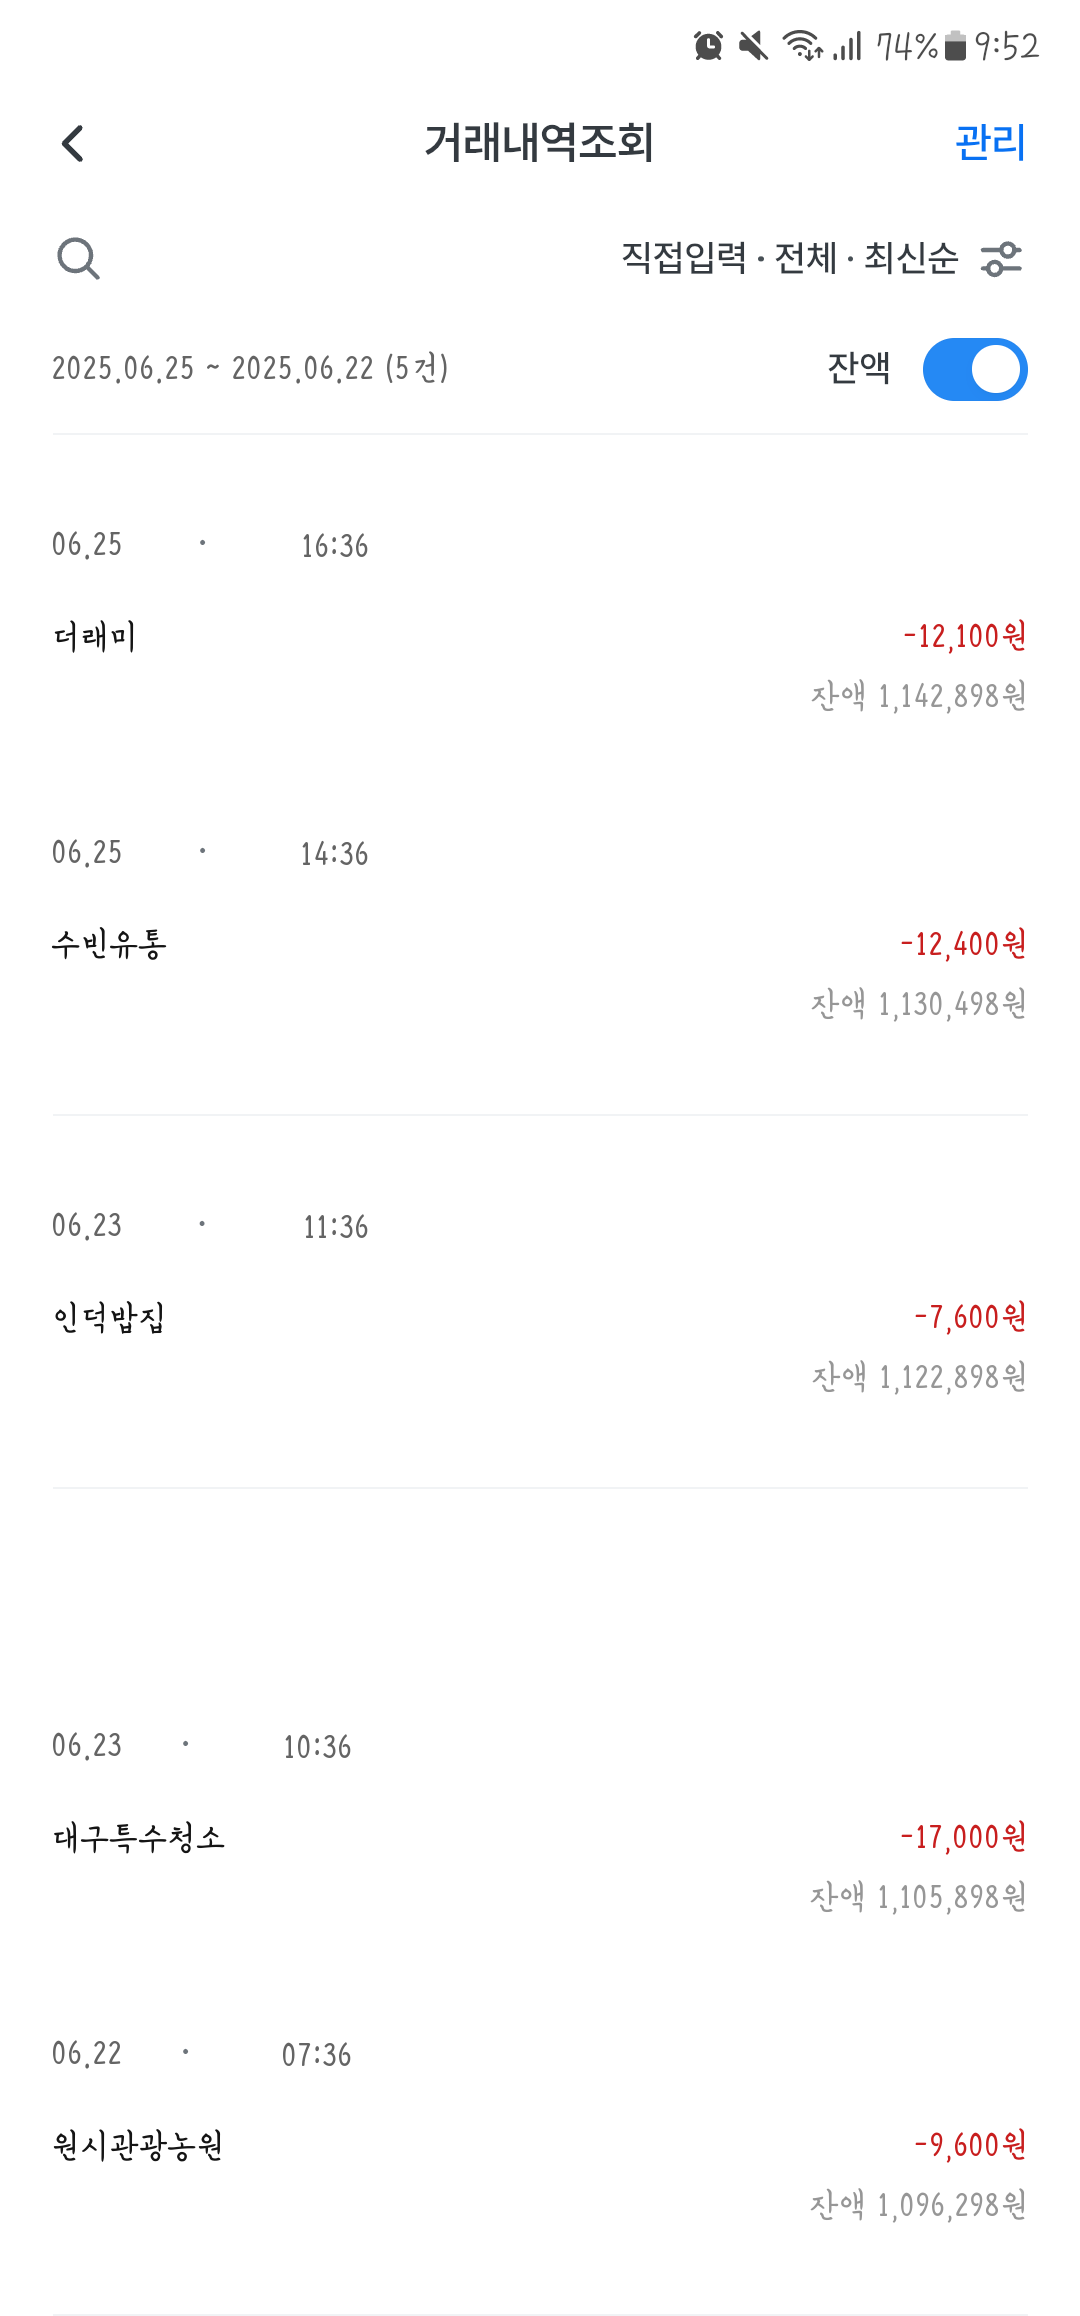 74% 9:52
거래내역조회 관리
직접입력 · 전체 · 최신순
2025.06.25 ~ 2025.06.22 (5건) 잔액
06.25 · 16:36
더래미 -12,100원
잔액 1,142,898원
06.25 · 14:36
수빈유통 -12,400원
잔액 1,130,498원
06.23 · 11:36
인덕밥집 -7,600원
잔액 1,122,898원
06.23 · 10:36
대구특수청소 -17,000원
잔액 1,105,898원
06.22 · 07:36
원시관광농원 -9,600원
잔액 1,096,298원